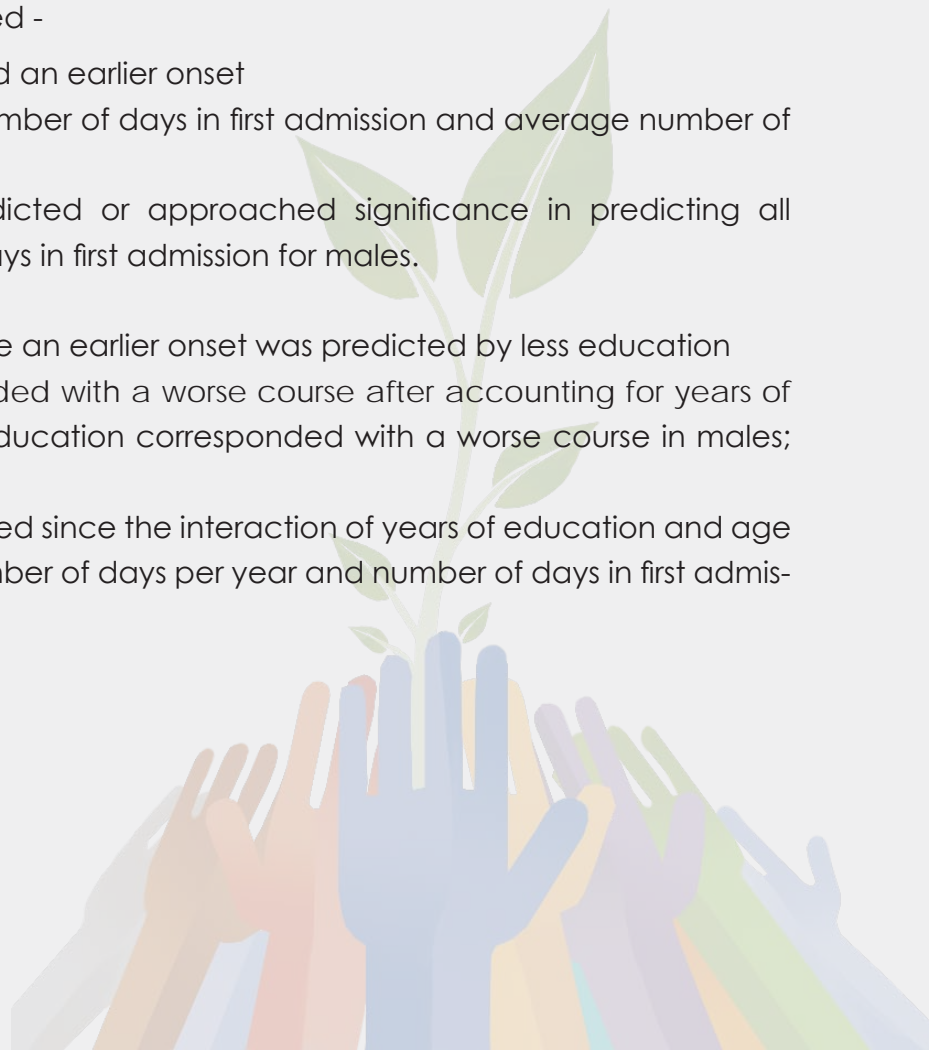 ed -
d an earlier onset
mber of days in first admission and average number of
dicted or approached significance in predicting all
ays in first admission for males.
e an earlier onset was predicted by less education
ded with a worse course after accounting for years of
ducation corresponded with a worse course in males;
ed since the interaction of years of education and age
nber of days per year and number of days in first admis-